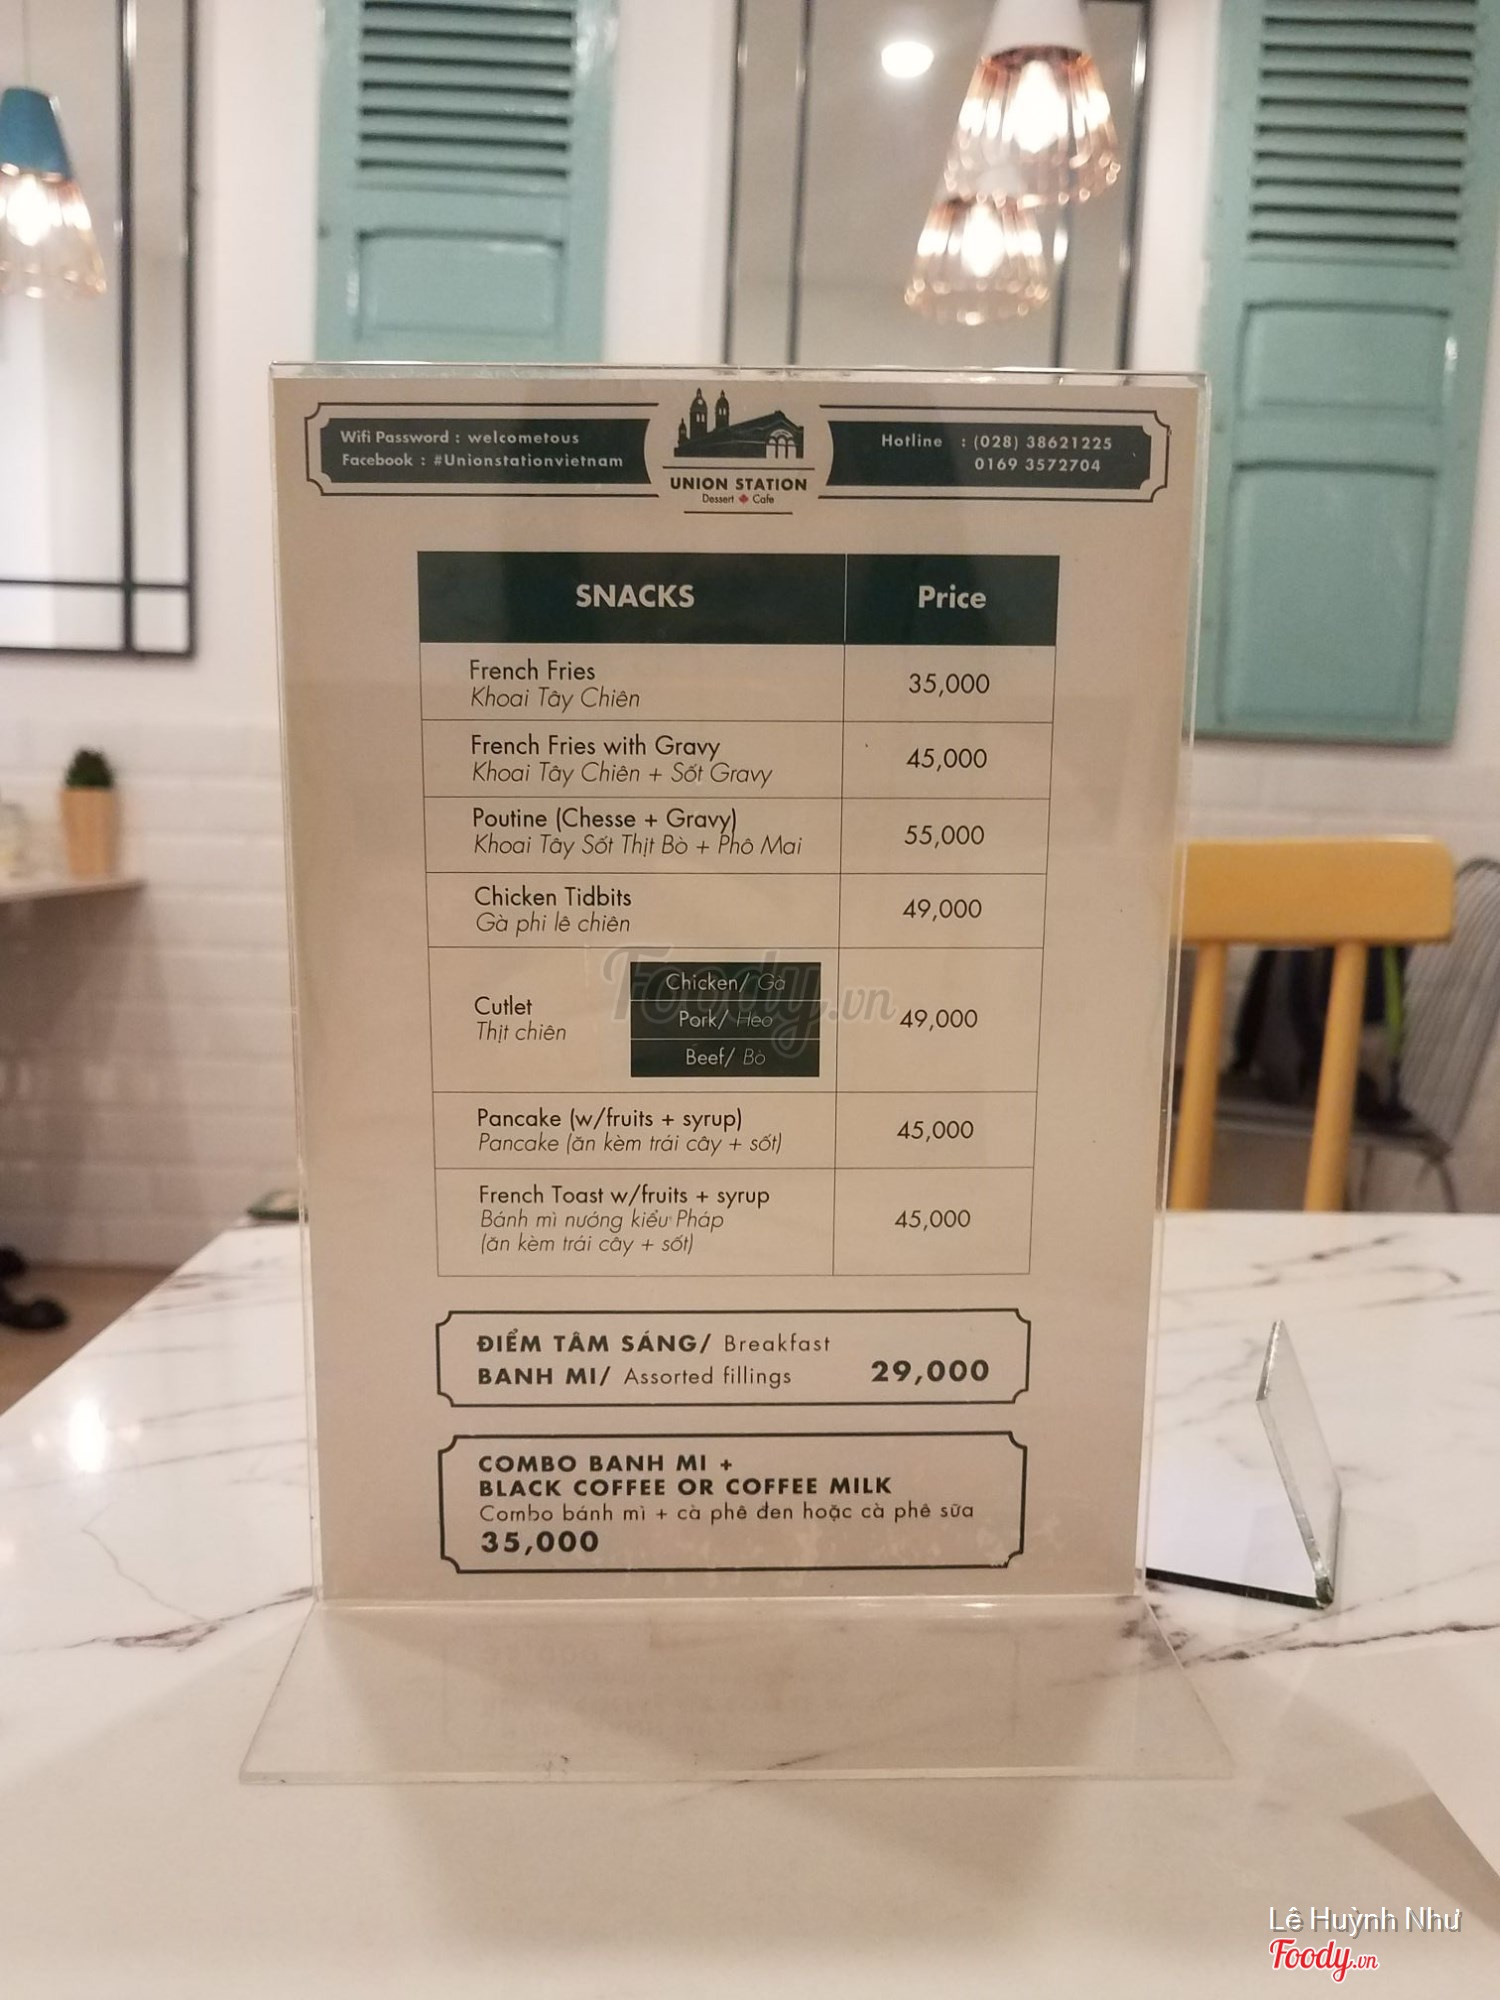 Wifi Password : welcometous
Facebook : #Unionstationvietnam
UNION STATION
Dessert Cafe
Hotline : (028) 38621225
0169 3572704
SNACKS Price
French Fries
Khoai Tây Chiên
35,000
French Fries with Gravy
Khoai Tây Chiên + Sốt Gravy
45,000
Poutine (Chesse + Gravy)
Khoai Tây Sốt Thịt Bò + Phô Mai
55,000
Chicken Tidbits
Gà phi lê chiên
49,000
Cutlet
Thịt chiên
Chicken/ Gà
Pork/ Heo
Beef/ Bò
49,000
Pancake (w/fruits + syrup)
Pancake (ăn kèm trái cây + sốt)
45,000
French Toast w/fruits + syrup
Bánh mì nướng kiểu Pháp
(ăn kèm trái cây + sốt)
45,000
ĐIỂM TÂM SÁNG/ Breakfast
BANH MI/ Assorted fillings 29,000
COMBO BANH MI +
BLACK COFFEE OR COFFEE MILK
Combo bánh mì + cà phê đen hoặc cà phê sữa
35,000
Foody.vn
Lê Huỳnh Như
Foody.vn